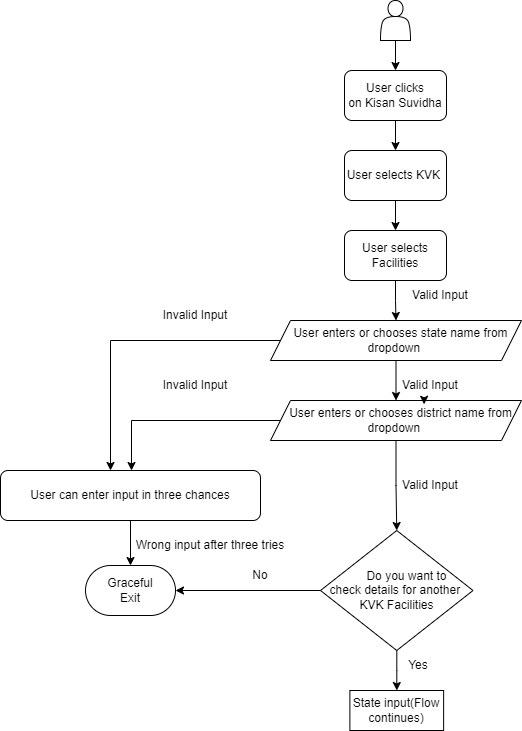 User clicks
on Kisan Suvidha
User selects KVK
User selects
Facilities
Valid Input
Invalid Input
User enters or chooses state name from
dropdown
Invalid Input
Valid Input
User enters or chooses district name from
dropdown
User can enter input in three chances
Valid Input
Wrong input after three tries
Graceful
Exit
No
Do you want to
check details for another
KVK Facilities
Yes
State input(Flow
continues)